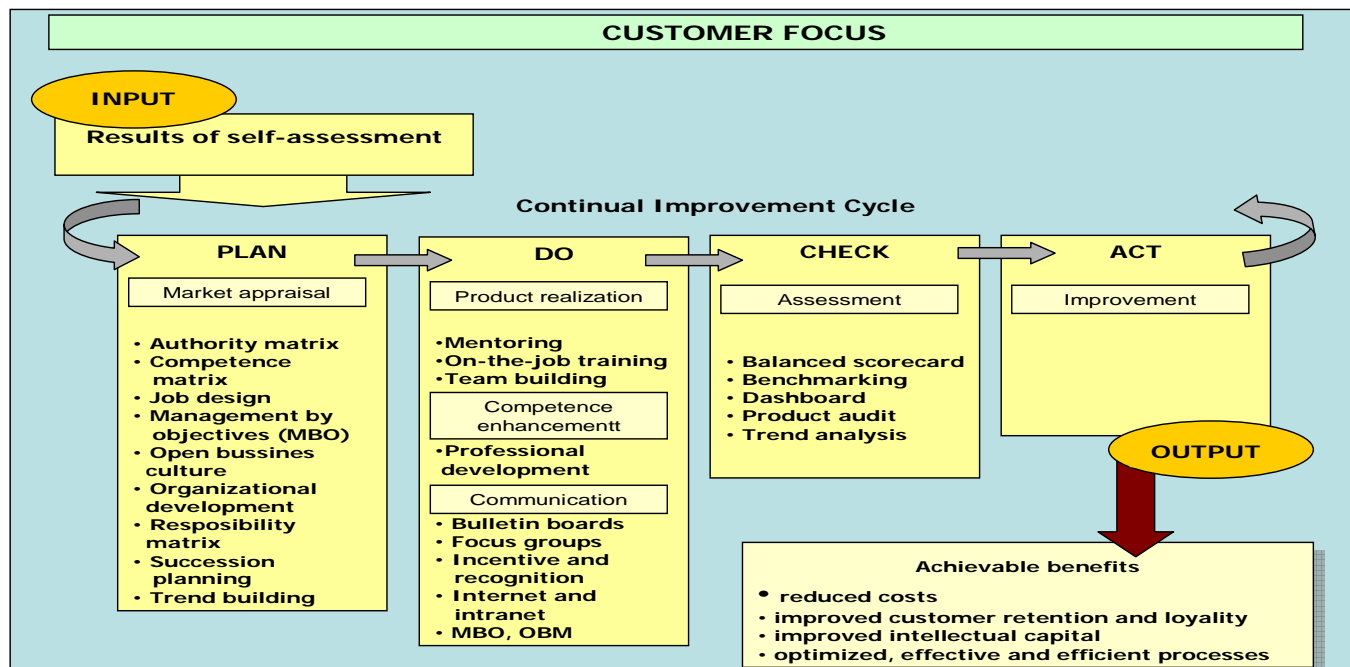 CUSTOMER FOCUS
INPUT
Results of self-assessment
Continual Improvement Cycle
PLAN
Market appraisal
• Authority matrix
• Competence
matrix
• Job design
• Management by
objectives (MBO)
• Open bussines
culture
• Organizational
development
• Resposibility
matrix
• Succession
planning
• Trend building
DO
Product realization
•Mentoring
•On-the-job training
•Team building
Competence
enhancementt
•Professional
development
Communication
• Bulletin boards
• Focus groups
• Incentive and
recognition
• Internet and
intranet
• MBO, OBM
CHECK
Assessment
• Balanced scorecard
• Benchmarking
• Dashboard
• Product audit
• Trend analysis
ACT
Improvement
OUTPUT
Achievable benefits
• reduced costs
• improved customer retention and loyality
• improved intellectual capital
• optimized, effective and efficient processes